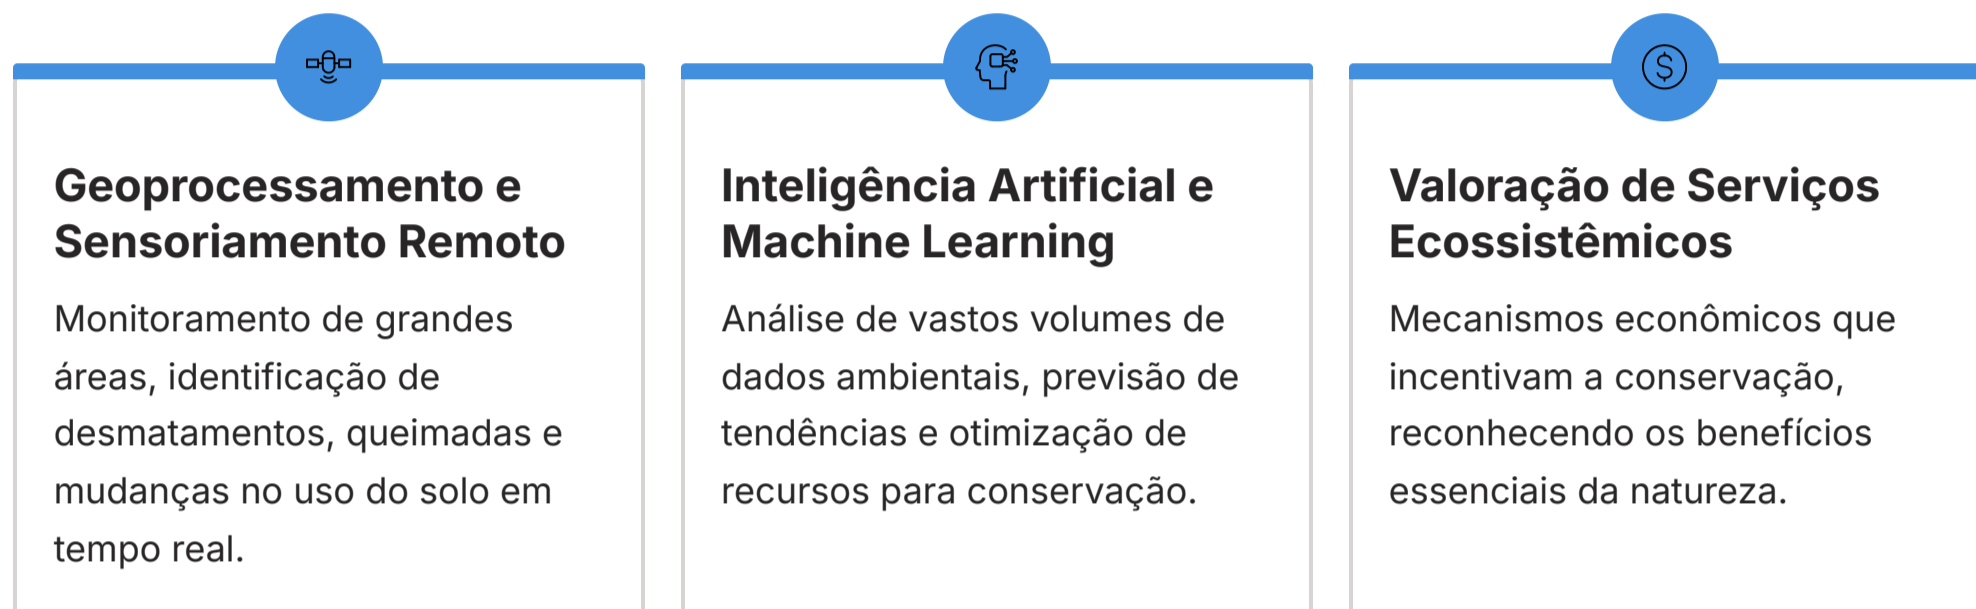 Geoprocessamento e
Sensoriamento Remoto
Monitoramento de grandes
áreas, identificação de
desmatamentos, queimadas e
mudanças no uso do solo em
tempo real.
Inteligência Artificial e
Machine Learning
Análise de vastos volumes de
dados ambientais, previsão de
tendências e otimização de
recursos para conservação.
$
Valoração de Serviços
Ecossistêmicos
Mecanismos econômicos que
incentivam a conservação,
reconhecendo os benefícios
essenciais da natureza.